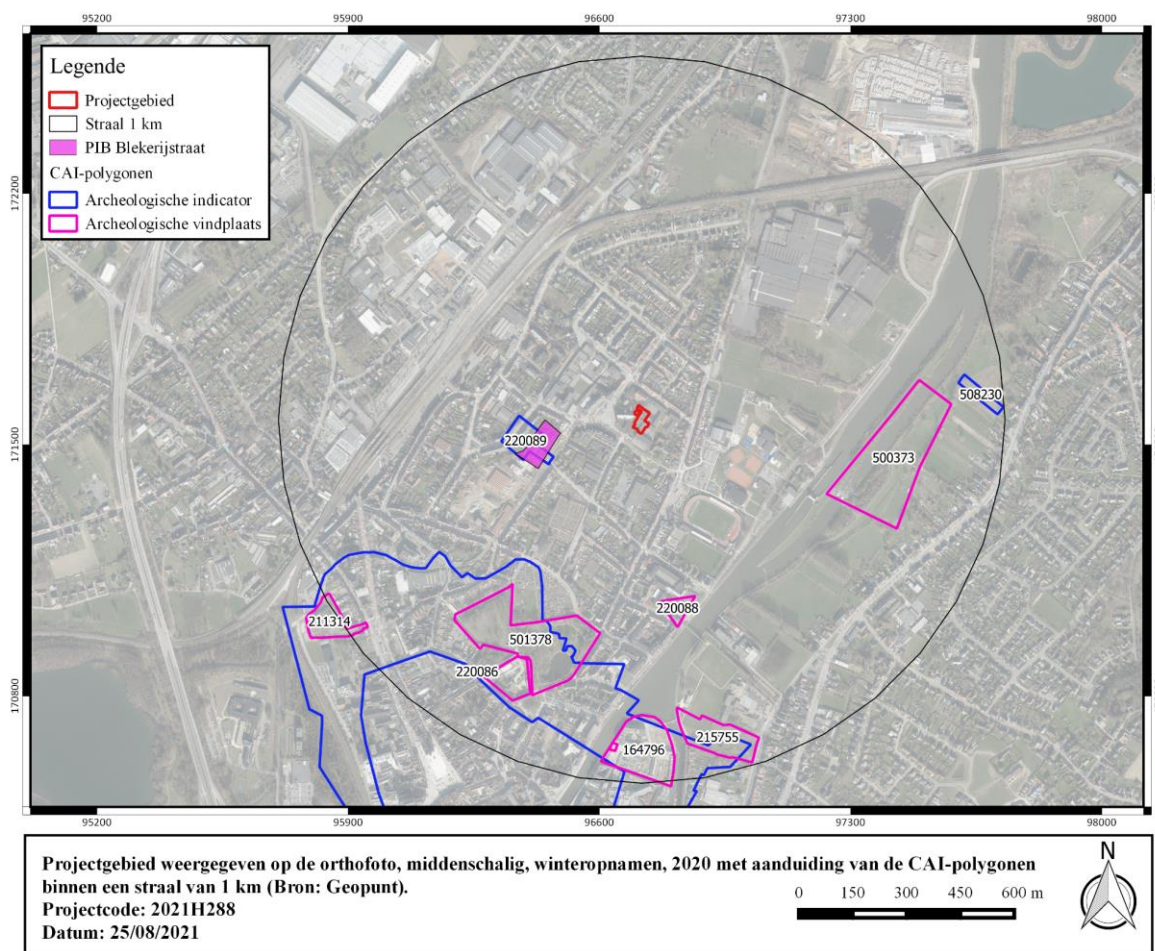 95200 95900 96600 97300 98000
Legende
Projectgebied
Straal 1 km
PIB Blekerijstraat
CAI-polygonen
Archeologische indicator
Archeologische vindplaats
172200 172200
171500 171500
170800 170800
220089
508230
500373
220088
211314
501378
220086
215755
164796
95200 95900 96600 97300 98000
Projectgebied weergegeven op de orthofoto, middenschalig, winteropnamen, 2020 met aanduiding van de CAI-polygonen
binnen een straal van 1 km (Bron: Geopunt).
Projectcode: 2021H288
Datum: 25/08/2021
0 150 300 450 600 m
N